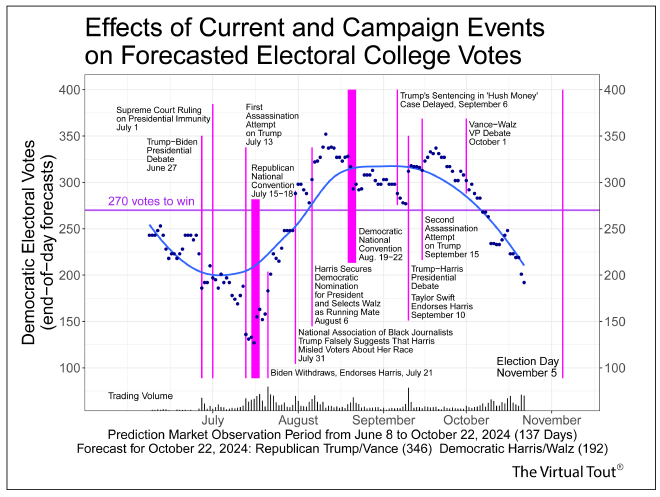 Effects of Current and Campaign Events
on Forecasted Electoral College Votes
Democratic Electoral Votes
(end−of−day forecasts)
400
350
300
250
200
150
100
400
350
300
250
200
150
100
Supreme Court Ruling
on Presidential Immunity
July 1
Trump−Biden
Presidential
Debate
June 27
First
Assassination
Attempt
on Trump
July 13
Republican
National
Convention
July 15−18
Trump's Sentencing in 'Hush Money'
Case Delayed, September 6
Vance−Walz
VP Debate
October 1
270 votes to win
Democratic
National
Convention
Aug. 19−22
Second
Assassination
Attempt
on Trump
September 15
Harris Secures
Democratic
Nomination
for President
and Selects Walz
as Running Mate
August 6
Trump−Harris
Presidential
Debate
Taylor Swift
Endorses Harris
September 10
National Association of Black Journalists
Trump Falsely Suggests That Harris
Misled Voters About Her Race
July 31
Biden Withdraws, Endorses Harris, July 21
Election Day
November 5
Trading Volume
July
August
September
October
November
Prediction Market Observation Period from June 8 to October 22, 2024 (137 Days)
Forecast for October 22, 2024: Republican Trump/Vance (346) Democratic Harris/Walz (192)
The Virtual Tout®